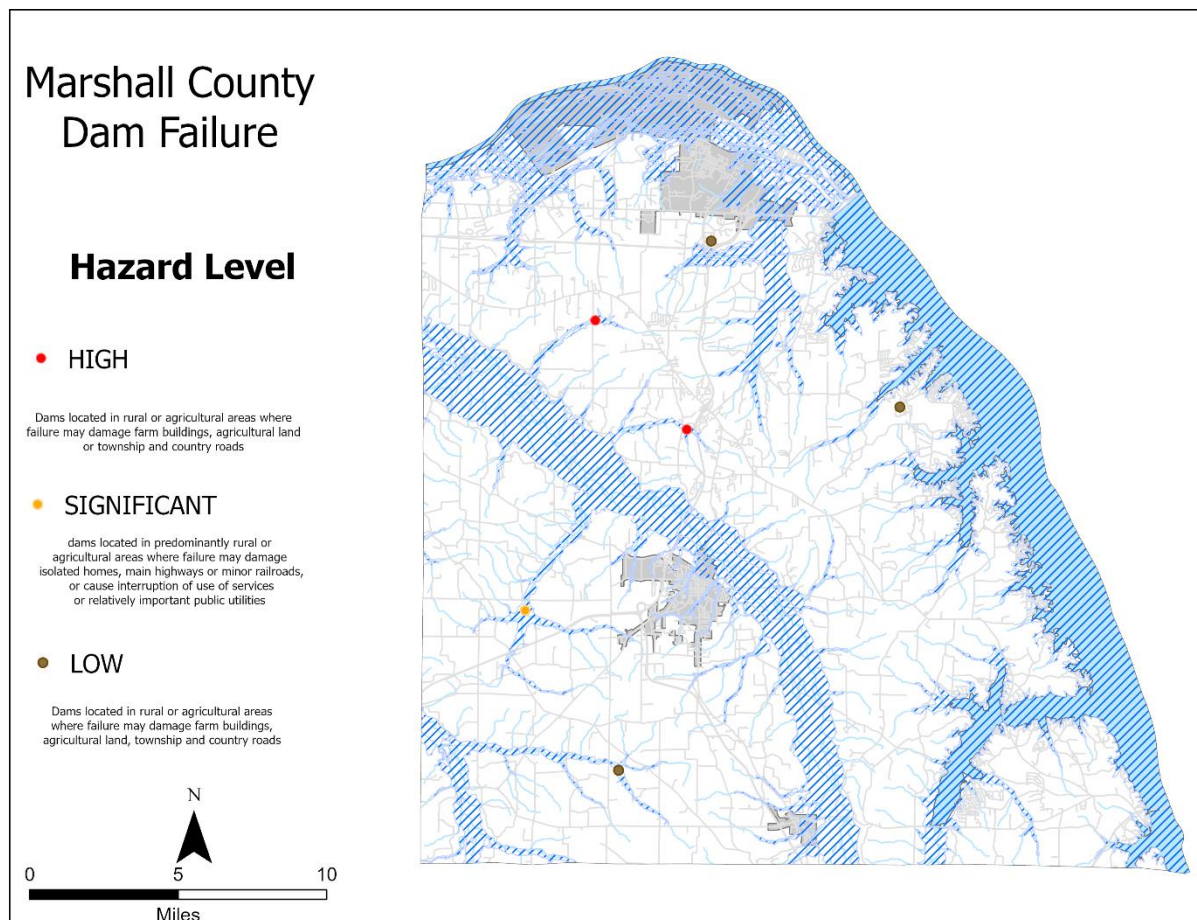 Marshall County
Dam Failure
Hazard Level
HIGH
Dams located in rural or agricultural areas where
failure may damage farm buildings, agricultural land
or township and country roads
SIGNIFICANT
dams located in predominantly rural or
agricultural areas where failure may damage
isolated homes, main highways or minor railroads,
or cause interruption of use of services
or relatively important public utilities
LOW
Dams located in rural or agricultural areas
where failure may damage farm buildings,
agricultural land, township and country roads
N
0 5 10
Miles